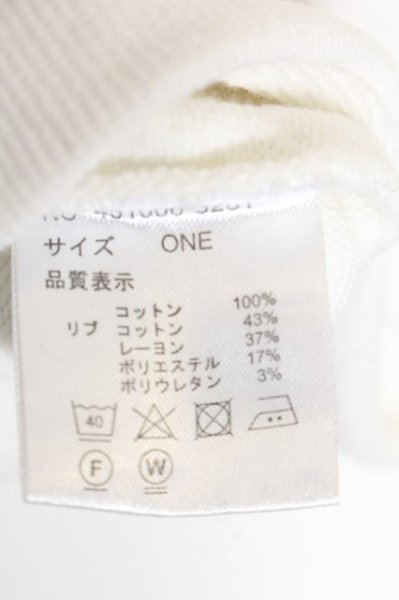 サイズ ONE
品質表示
コットン 100%
リブ コットン 43%
レーヨン 37%
ポリエステル 17%
ポリウレタン 3%
40
F W